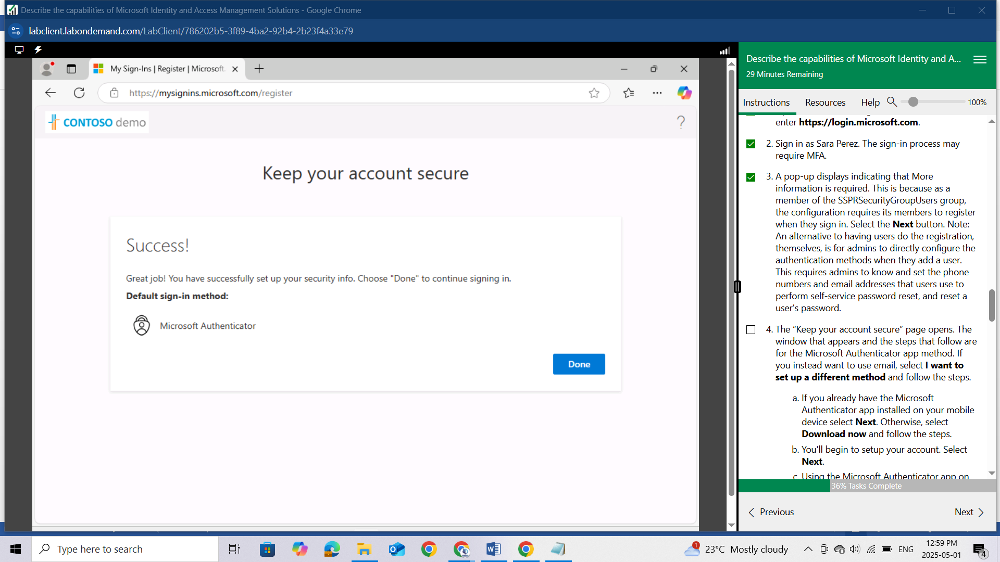 Describe the capabilities of Microsoft Identity and Access Management Solutions - Google Chrome
labclient.labondemand.com/LabClient/786202b5-3f89-4ba2-92b4-2b23f4a33e79
My Sign-Ins | Register | Microsoft
https://mysignins.microsoft.com/register
CONTOSO demo
?
Keep your account secure
Success!
Great job! You have successfully set up your security info. Choose "Done" to continue signing in.
Default sign-in method:
Microsoft Authenticator
Done
Describe the capabilities of Microsoft Identity and A...
29 Minutes Remaining
Instructions Resources Help 100%
enter https://login.microsoft.com.
2. Sign in as Sara Perez. The sign-in process may
require MFA.
3. A pop-up displays indicating that More
information is required. This is because as a
member of the SSPRSecurityGroupUsers group,
the configuration requires its members to register
when they sign in. Select the Next button. Note:
An alternative to having users do the registration,
themselves, is for admins to directly configure the
authentication methods when they add a user.
This requires admins to know and set the phone
numbers and email addresses that users use to
perform self-service password reset, and reset a
user's password.
4. The “Keep your account secure” page opens. The
window that appears and the steps that follow are
for the Microsoft Authenticator app method. If
you instead want to use email, select I want to
set up a different method and follow the steps.
a. If you already have the Microsoft
Authenticator app installed on your mobile
device select Next. Otherwise, select
Download now and follow the steps.
b. You'll begin to setup your account. Select
Next.
c. Using the Microsoft Authenticator app on
36% Tasks Complete
Previous Next
Type here to search
1
23°C Mostly cloudy
ENG
12:59 PM
2025-05-01
4